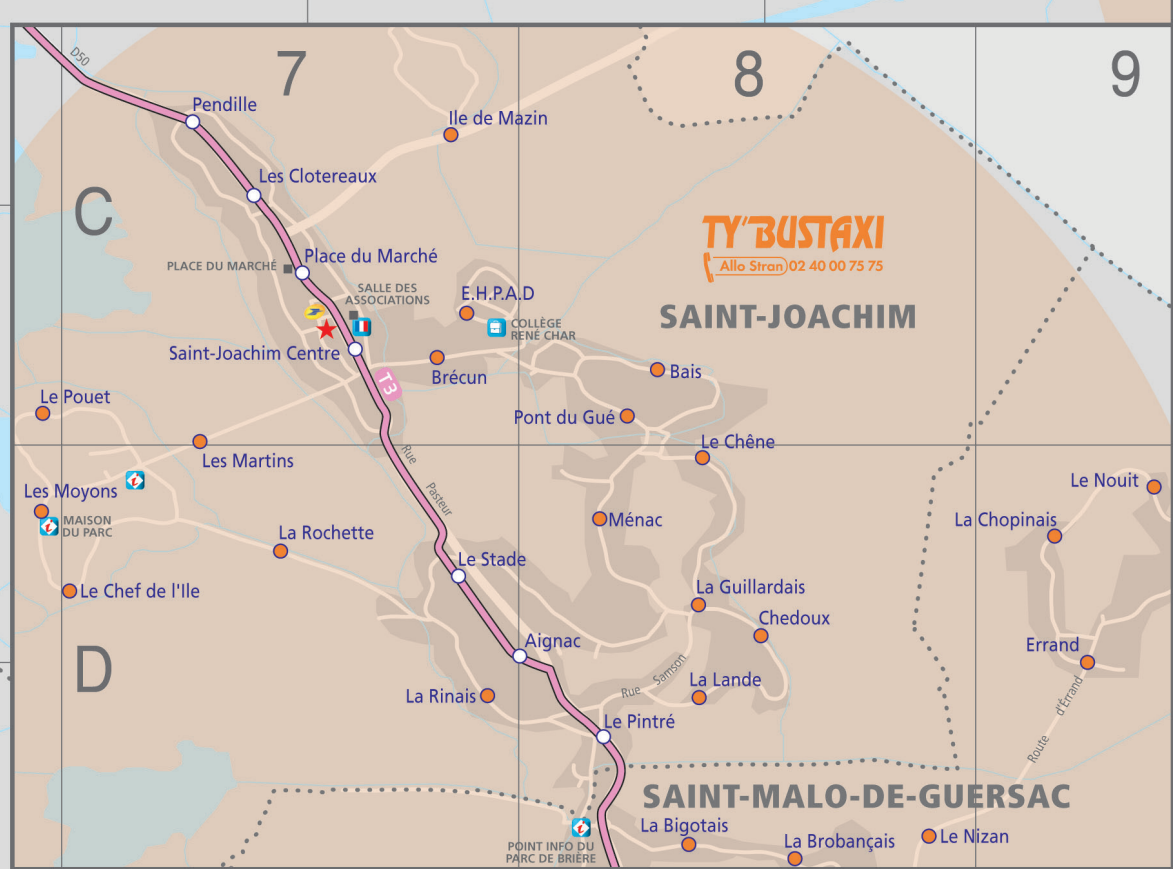 7
8
9
D50
Pendille
Ile de Mazin
Les Clotereaux
C
TY'BUSTAXI
Allo Stran 02 40 00 75 75
Place du Marché
PLACE DU MARCHÉ
SALLE DES
ASSOCIATIONS
E.H.P.A.D
SAINT-JOACHIM
COLLÈGE
RENÉ CHAR
Saint-Joachim Centre
Brécun
Bais
T3
Le Pouet
Pont du Gué
Le Chêne
Les Martins
Rue
Pasteur
Les Moyons
Le Nouit
MAISON
DU PARC
Ménac
La Chopinais
La Rochette
Le Stade
Le Chef de l'Ile
La Guillardais
Chedoux
Aignac
Errand
D
La Rinais
Rue Samson
La Lande
Le Pintré
Route d'Érrand
SAINT-MALO-DE-GUERSAC
La Bigotais
La Brobançais
Le Nizan
POINT INFO DU
PARC DE BRIÈRE